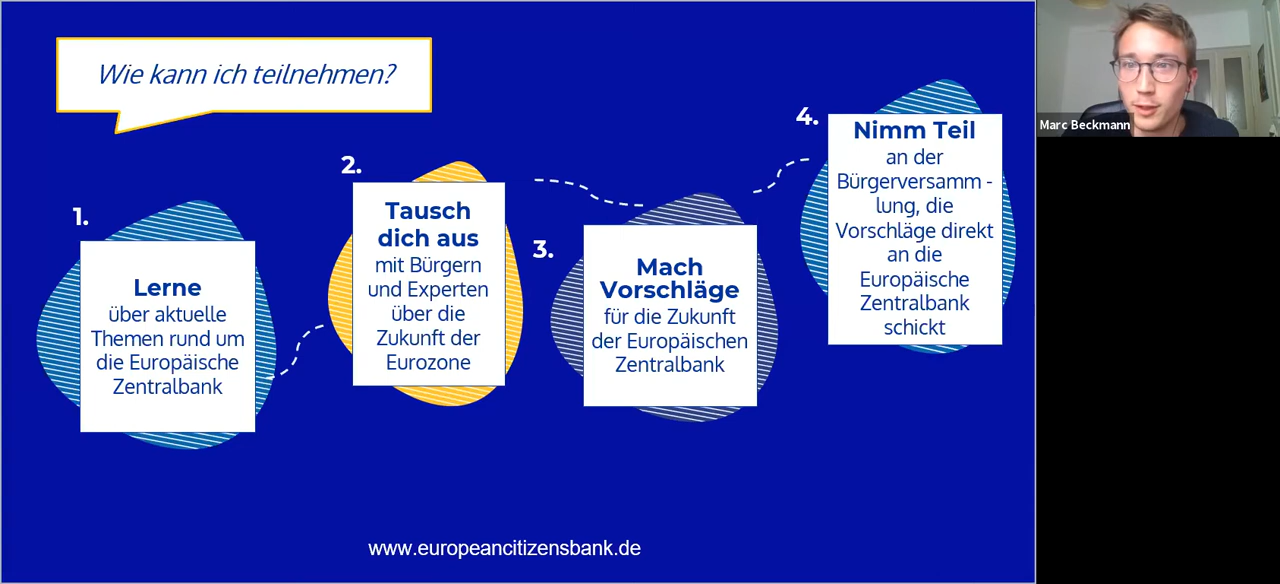 Wie kann ich teilnehmen?
1.
Lerne
über aktuelle
Themen rund um
die Europäische
Zentralbank
2.
Tausch
dich aus
mit Bürgern
und Experten
über die
Zukunft der
Eurozone
3.
Mach
Vorschläge
für die Zukunft
der Europäischen
Zentralbank
4.
Nimm Teil
an der
Bürgerversamm -
lung, die
Vorschläge direkt
an die
Europäische
Zentralbank
schickt
www.europeancitizensbank.de
Marc Beckmann